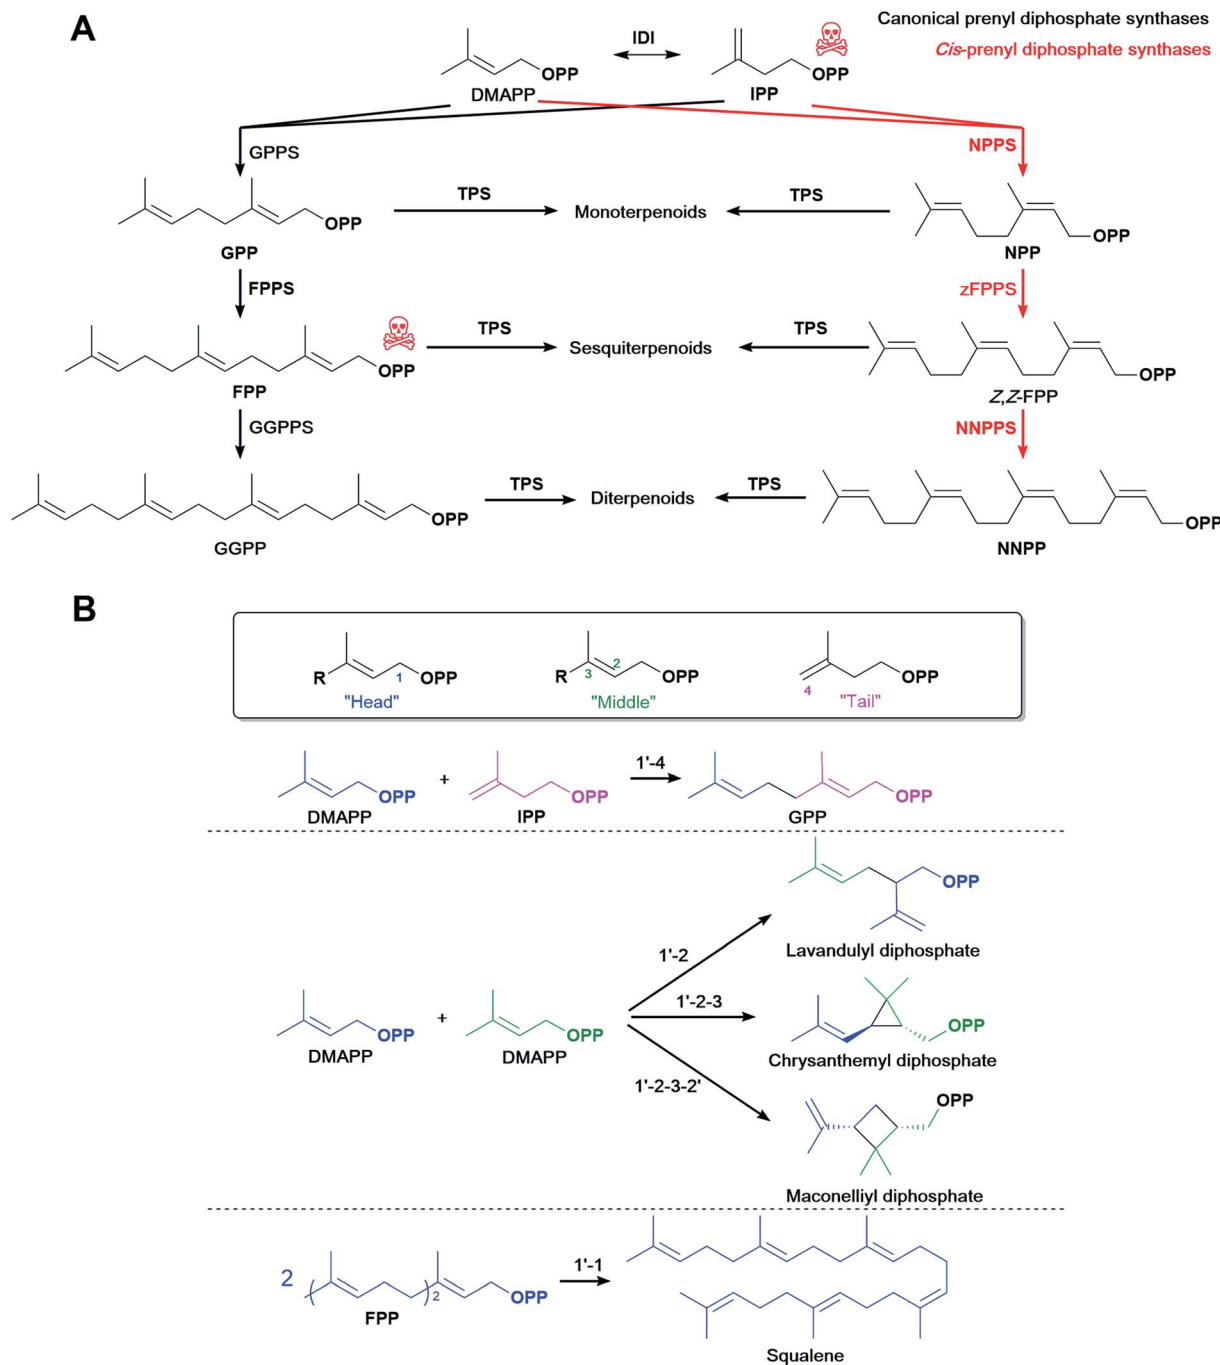 A
Canonical prenyl diphosphate synthases
Cis-prenyl diphosphate synthases
IDI
OPP
OPP
DMAPP
IPP
GPPS
NPPS
OPP
TPS
Monoterpenoids
TPS
OPP
GPP
NPP
FPPS
zFPPS
OPP
TPS
Sesquiterpenoids
TPS
OPP
FPP
Z,Z-FPP
GGPPS
NNPPS
OPP
TPS
Diterpenoids
TPS
OPP
GGPP
NNPP
B
R
1
OPP
"Head"
R
3
2
OPP
"Middle"
4
OPP
"Tail"
OPP
DMAPP
+
OPP
IPP
1'-4
OPP
GPP
OPP
Lavandulyl diphosphate
1'-2
OPP
DMAPP
+
OPP
DMAPP
1'-2-3
OPP
Chrysanthemyl diphosphate
1'-2-3-2'
OPP
Maconelliyl diphosphate
2
2
OPP
FPP
1'-1
Squalene